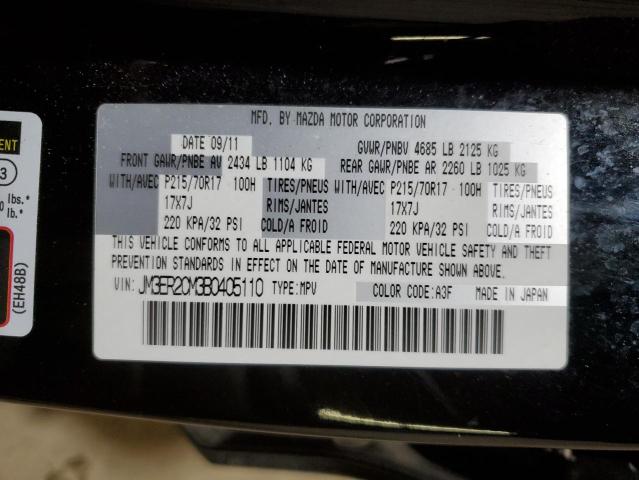 MFD. BY MAZDA MOTOR CORPORATION
DATE 09/11 GVWR/PNBV 4685 LB 2125 KG
FRONT GAWR/PNBE AV 2434 LB 1104 KG REAR GAWR/PNBE AR 2260 LB 1025 KG
WITH/AVEC P215/70R17 100H TIRES/PNEUS WITH/AVEC P215/70R17 100H TIRES/PNEUS
17X7J RIMS/JANTES 17X7J RIMS/JANTES
220 KPA/32 PSI COLD/A FROID 220 KPA/32 PSI COLD/A FROID
THIS VEHICLE CONFORMS TO ALL APPLICABLE FEDERAL MOTOR VEHICLE SAFETY AND THEFT
PREVENTION STANDARDS IN EFFECT ON THE DATE OF MANUFACTURE SHOWN ABOVE.
VIN: JM3ER2CM3B0405110 TYPE: MPV COLOR CODE: A3F MADE IN JAPAN
ENT
3
lbs.*
lb.*
(EH48B)